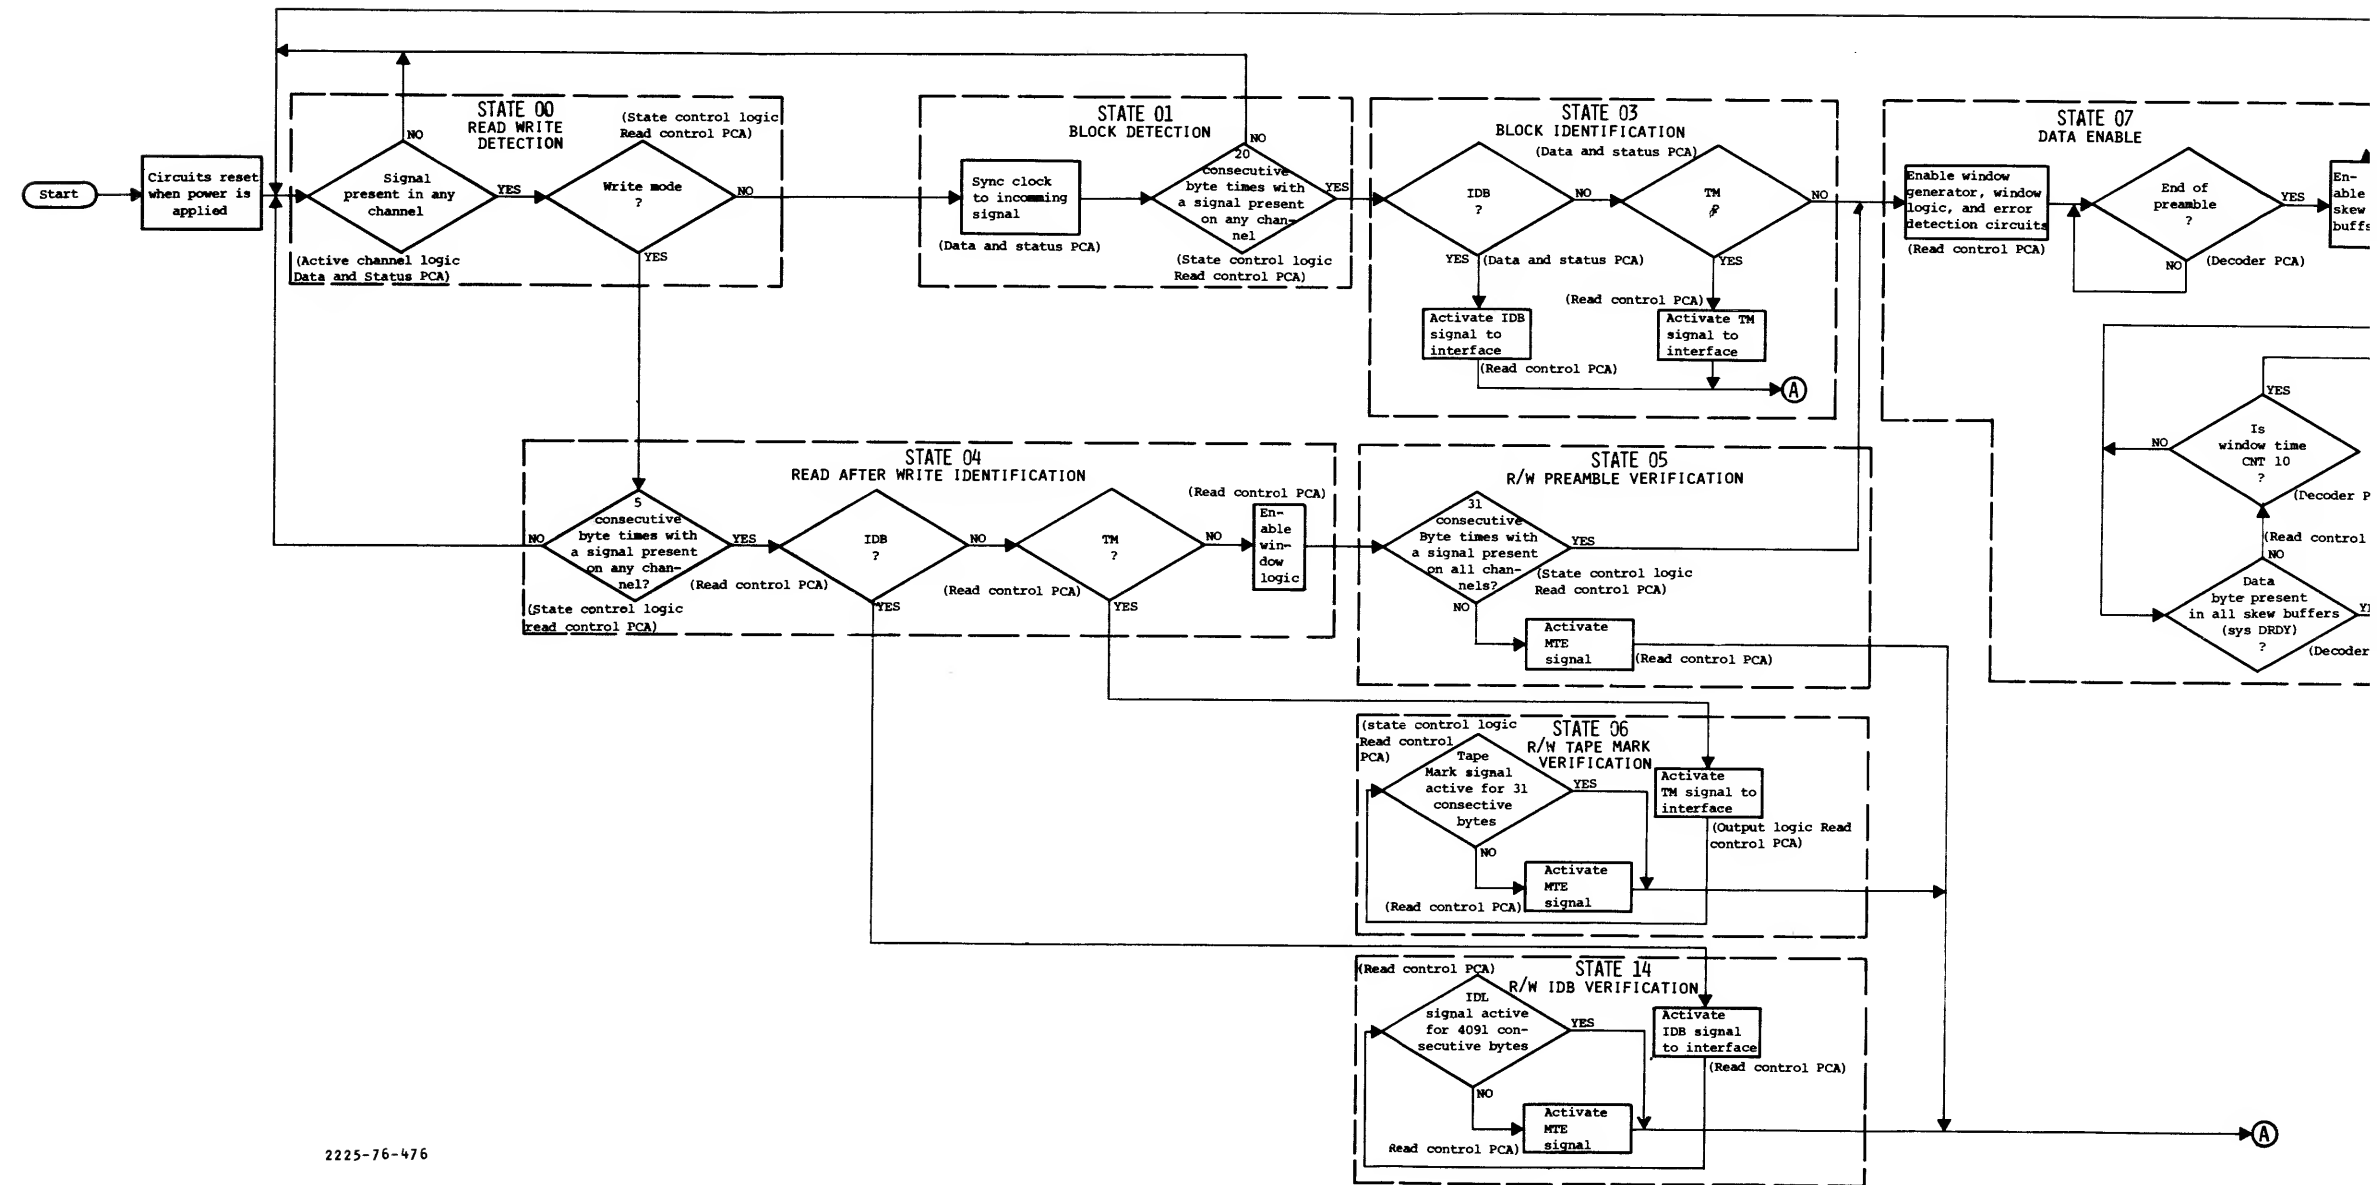 Start
Circuits reset
when power is
applied
STATE 00
READ WRITE
DETECTION
(State control logic
Read control PCA)
NO
Signal
present in any
channel
YES
Write mode
?
NO
YES
(Active channel logic
Data and Status PCA)
STATE 01
BLOCK DETECTION
NO
Sync clock
to incoming
signal
(Data and status PCA)
20
consecutive
byte times with
a signal present
on any chan-
nel
YES
(State control logic
Read control PCA)
STATE 03
BLOCK IDENTIFICATION
(Data and status PCA)
IDB
?
NO
TM
?
NO
YES
(Data and status PCA)
YES
(Read control PCA)
Activate IDB
signal to
interface
(Read control PCA)
Activate TM
signal to
interface
A
STATE 07
DATA ENABLE
Enable window
generator, window
logic, and error
detection circuits
(Read control PCA)
End of
preamble
?
YES
NO
(Decoder PCA)
En-
able
skew
buffs
YES
Is
window time
CNT 10
?
NO
(Decoder P
(Read control
NO
Data
byte present
in all skew buffers
(sys DRDY)
?
YE
(Decoder
STATE 04
READ AFTER WRITE IDENTIFICATION
NO
5
consecutive
byte times with
a signal present
on any chan-
nel?
YES
(State control logic
read control PCA)
(Read control PCA)
IDB
?
NO
YES
(Read control PCA)
TM
?
NO
YES
(Read control PCA)
En-
able
win-
dow
logic
STATE 05
R/W PREAMBLE VERIFICATION
31
consecutive
Byte times with
a signal present
on all chan-
nels?
YES
(State control logic
Read control PCA)
NO
Activate
MTE
signal
(Read control PCA)
STATE 06
R/W TAPE MARK
VERIFICATION
(state control logic
Read control
PCA)
Tape
Mark signal
active for 31
consective
bytes
YES
NO
Activate
TM signal to
interface
(Output logic Read
control PCA)
Activate
MTE
signal
(Read control PCA)
STATE 14
R/W IDB VERIFICATION
(Read control PCA)
IDL
signal active
for 4091 con-
secutive bytes
YES
NO
Activate
IDB signal
to interface
(Read control PCA)
Activate
MTE
signal
Read control PCA)
A
2225-76-476